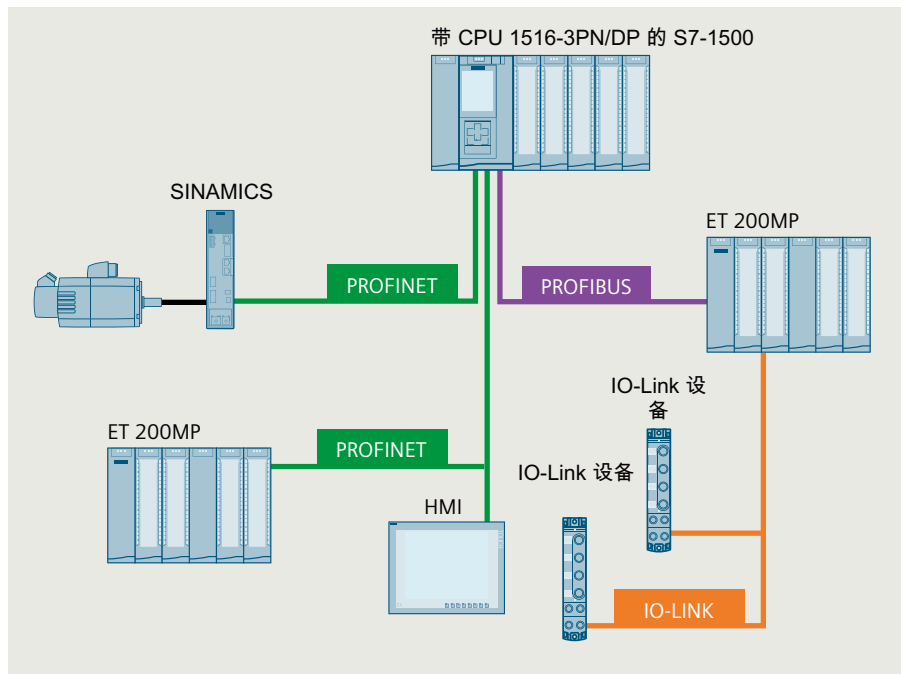 带 CPU 1516-3PN/DP 的 S7-1500
SINAMICS
ET 200MP
PROFINET
PROFIBUS
IO-Link 设
备
ET 200MP
PROFINET
IO-Link 设备
HMI
IO-LINK